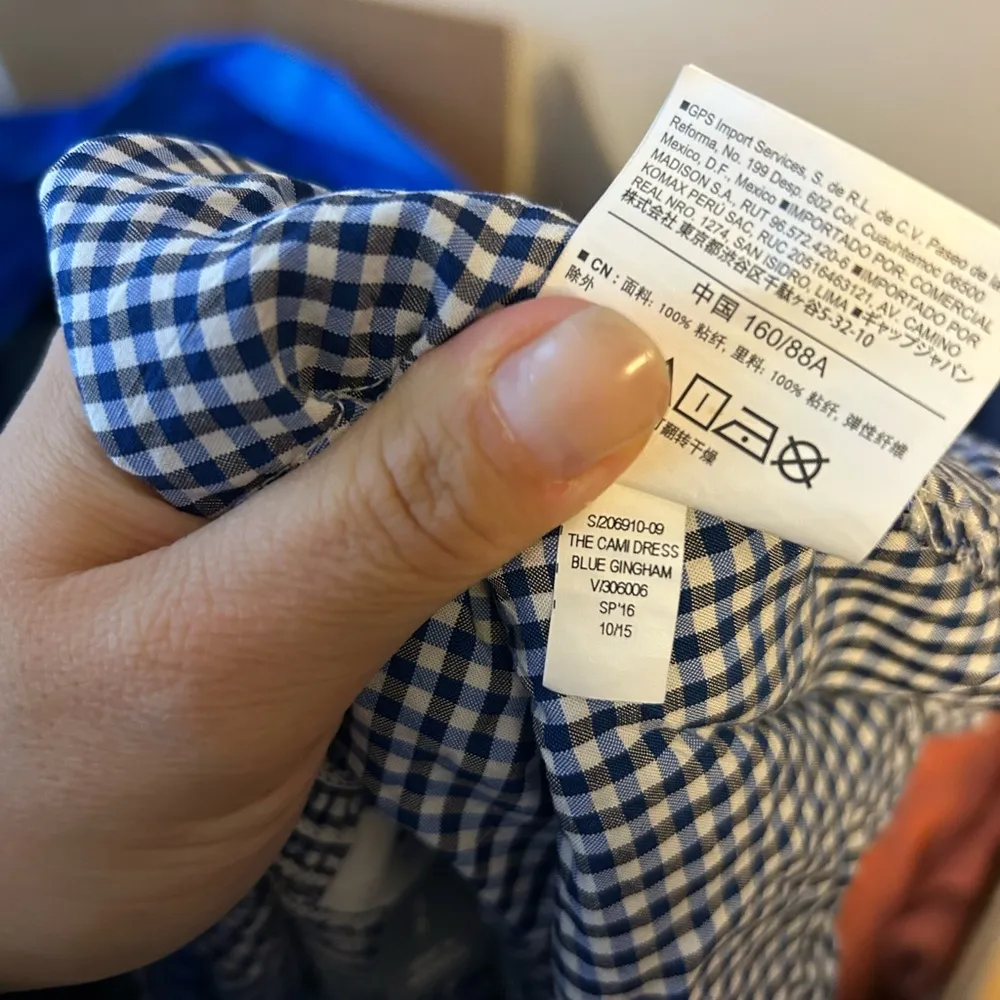 ■GPS Import Services, S. de R.L. de C.V. Paseo de la
Reforma, No. 199 Desp. 602 Col. Cuauhtemoc 06500
Mexico, D.F. Mexico ■IMPORTADO POR: COMERCIAL
MADISON S.A., RUT 96.572.420-6 ■IMPORTADO POR
KOMAX PERÚ SAC, RUC 20516463121, AV. CAMINO
REAL NRO. 1274, SAN ISIDRO, LIMA ■ギャップジャパン
株式会社 東京都渋谷区千駄ヶ谷5-32-10
中国 160/88A
■CN：面料: 100% 粘纤, 里料: 100% 粘纤, 弹性纤维
除外
翻转干燥
S/206910-09
THE CAMI DRESS
BLUE GINGHAM
V/306006
SP'16
10/15